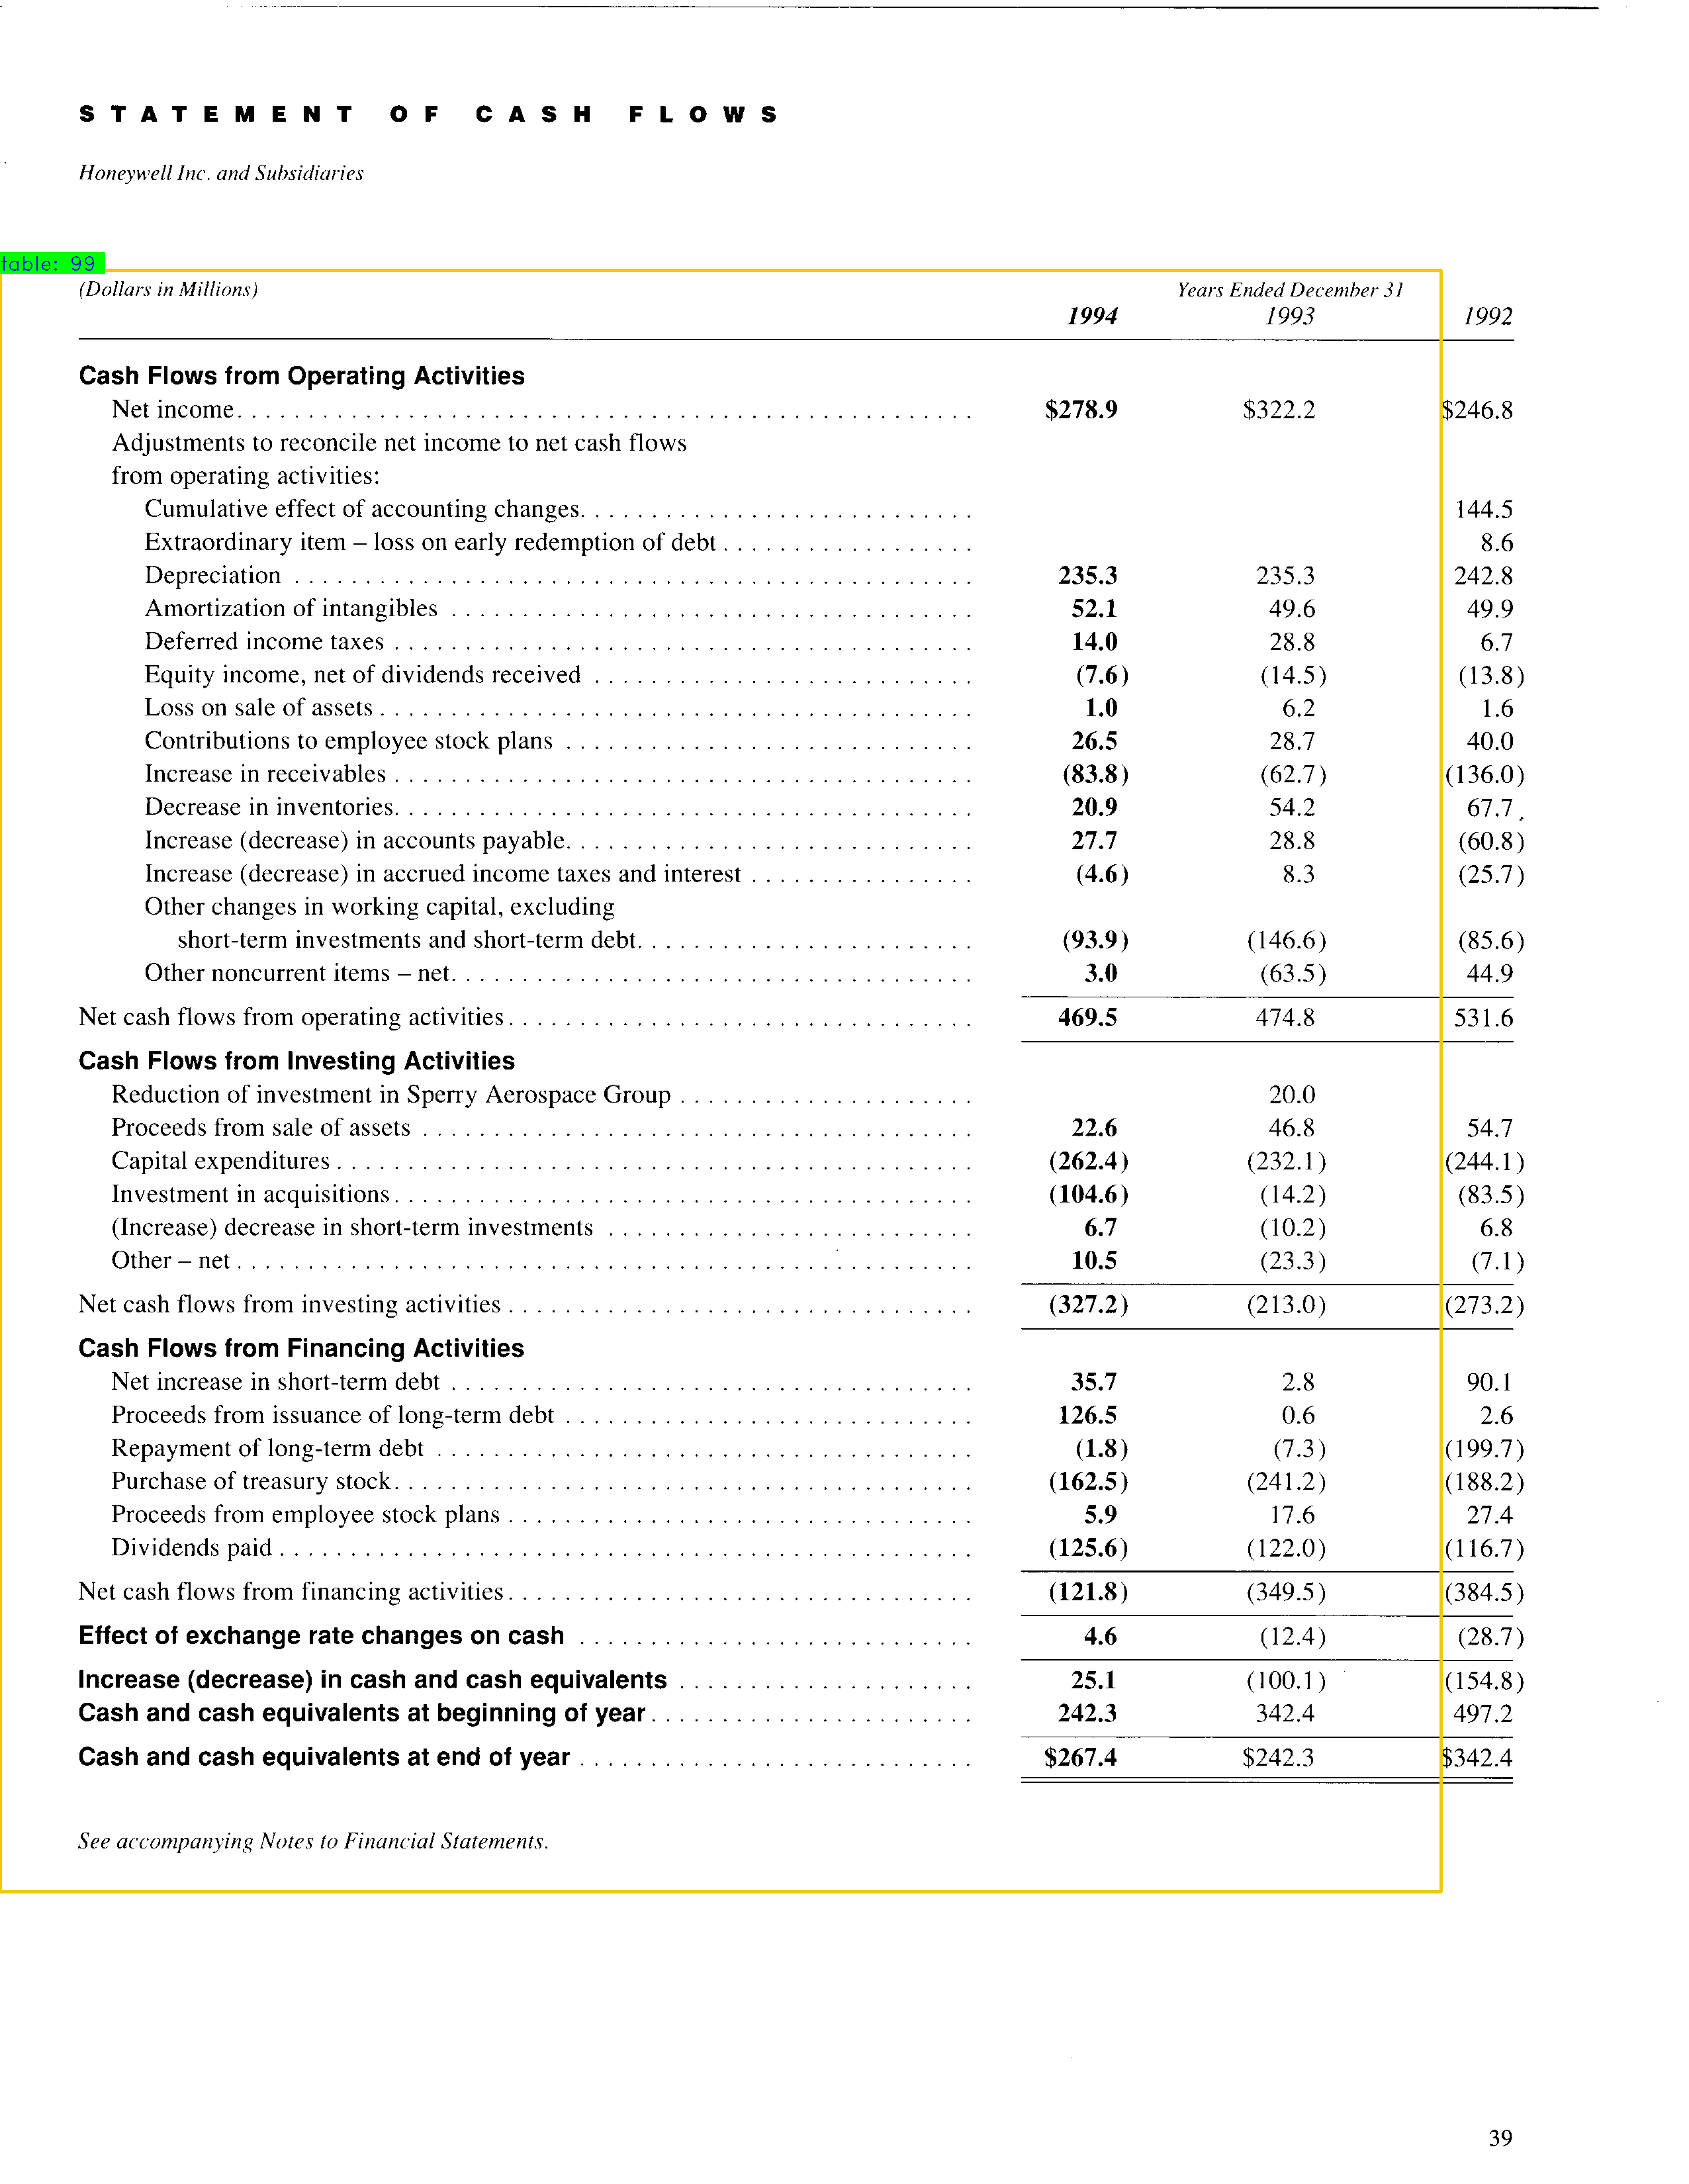 STATEMENT OF CASH FLOWS
Honeywell Inc. and Subsidiaries
table: 99
(Dollars in Millions) Years Ended December 31
1994 1993 1992
Cash Flows from Operating Activities
Net income $278.9 $322.2 $246.8
Adjustments to reconcile net income to net cash flows
from operating activities:
Cumulative effect of accounting changes 144.5
Extraordinary item – loss on early redemption of debt 8.6
Depreciation 235.3 235.3 242.8
Amortization of intangibles 52.1 49.6 49.9
Deferred income taxes 14.0 28.8 6.7
Equity income, net of dividends received (7.6) (14.5) (13.8)
Loss on sale of assets 1.0 6.2 1.6
Contributions to employee stock plans 26.5 28.7 40.0
Increase in receivables (83.8) (62.7) (136.0)
Decrease in inventories 20.9 54.2 67.7
Increase (decrease) in accounts payable 27.7 28.8 (60.8)
Increase (decrease) in accrued income taxes and interest (4.6) 8.3 (25.7)
Other changes in working capital, excluding
short-term investments and short-term debt (93.9) (146.6) (85.6)
Other noncurrent items – net 3.0 (63.5) 44.9
Net cash flows from operating activities 469.5 474.8 531.6
Cash Flows from Investing Activities
Reduction of investment in Sperry Aerospace Group 20.0
Proceeds from sale of assets 22.6 46.8 54.7
Capital expenditures (262.4) (232.1) (244.1)
Investment in acquisitions (104.6) (14.2) (83.5)
(Increase) decrease in short-term investments 6.7 (10.2) 6.8
Other – net 10.5 (23.3) (7.1)
Net cash flows from investing activities (327.2) (213.0) (273.2)
Cash Flows from Financing Activities
Net increase in short-term debt 35.7 2.8 90.1
Proceeds from issuance of long-term debt 126.5 0.6 2.6
Repayment of long-term debt (1.8) (7.3) (199.7)
Purchase of treasury stock (162.5) (241.2) (188.2)
Proceeds from employee stock plans 5.9 17.6 27.4
Dividends paid (125.6) (122.0) (116.7)
Net cash flows from financing activities (121.8) (349.5) (384.5)
Effect of exchange rate changes on cash 4.6 (12.4) (28.7)
Increase (decrease) in cash and cash equivalents 25.1 (100.1) (154.8)
Cash and cash equivalents at beginning of year 242.3 342.4 497.2
Cash and cash equivalents at end of year $267.4 $242.3 $342.4
See accompanying Notes to Financial Statements.
39